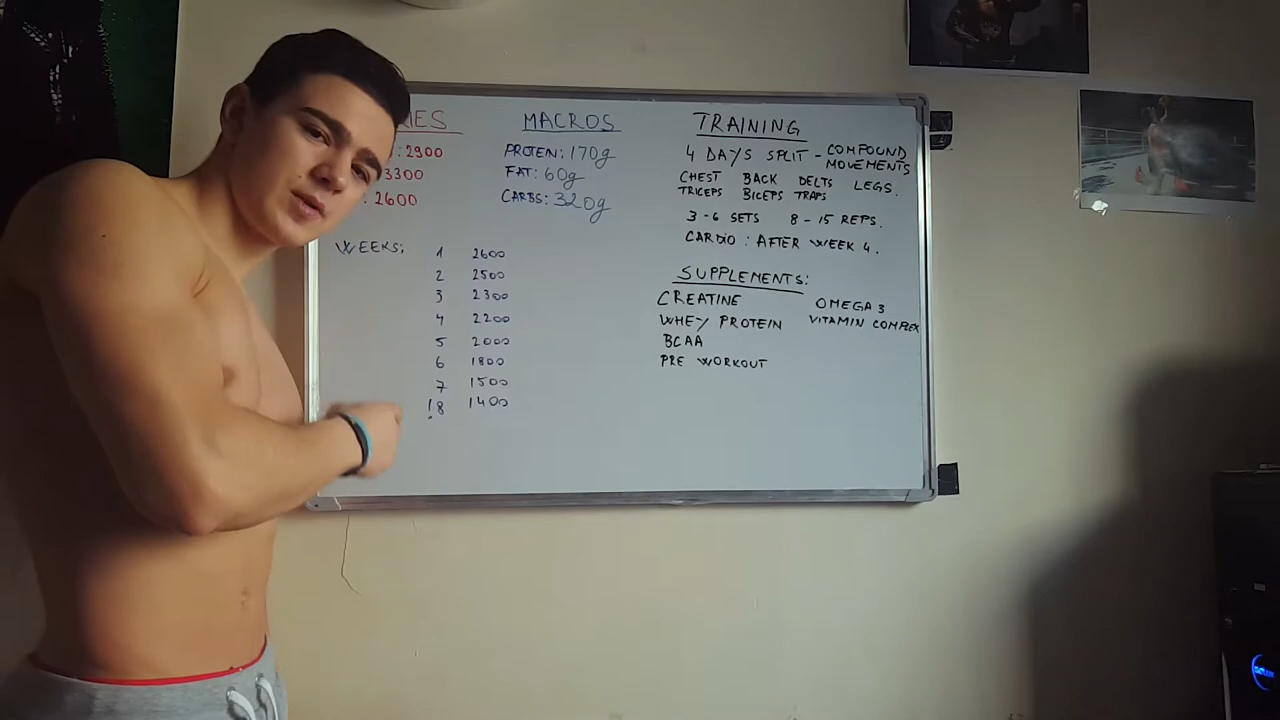 : 2900
3300
: 2600
WEEKS:
1 2600
2 2500
3 2300
4 2200
5 2000
6 1800
7 1500
!8 1400
MACROS
PROTEN: 170g
FAT: 60g
CARBS: 320g
TRAINING
4 DAYS SPLIT - COMPOUND
MOVEMENTS
CHEST BACK DELTS LEGS.
TRICEPS BICEPS TRAPS
3-6 SETS 8-15 REPS.
CARDIO: AFTER WEEK 4.
SUPPLEMENTS:
CREATINE
WHEY PROTEIN
BCAA
PRE WORKOUT
OMEGA 3
VITAMIN COMPLEX